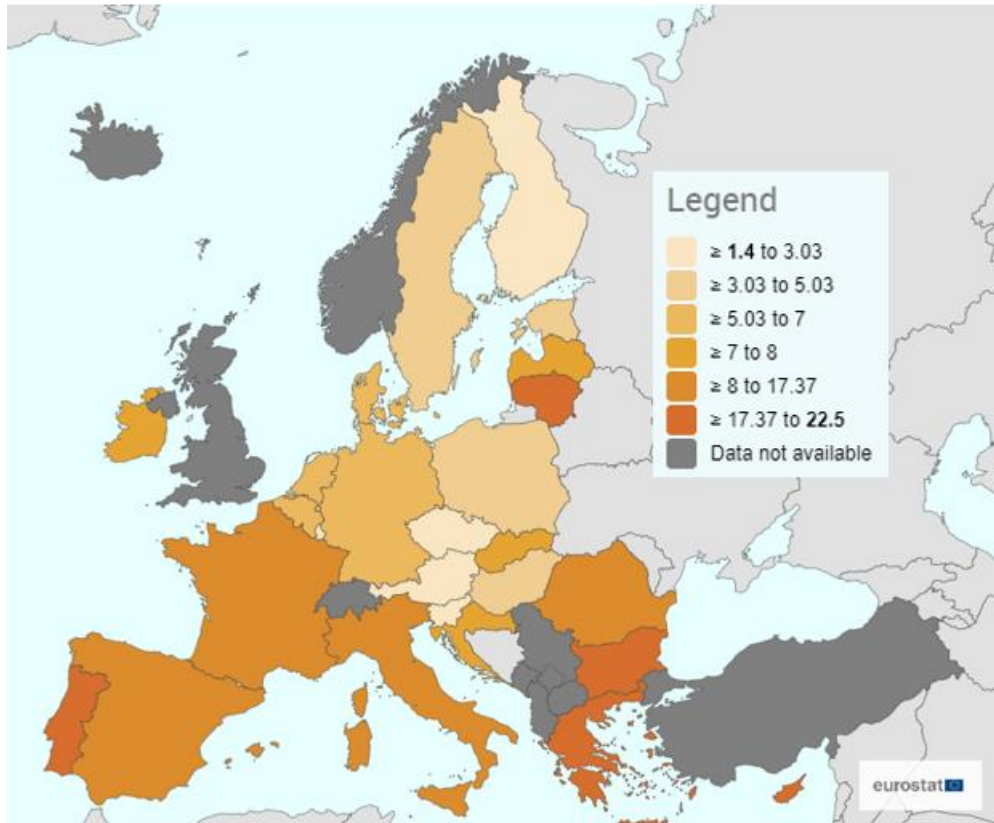 Legend
≥ 1.4 to 3.03
≥ 3.03 to 5.03
≥ 5.03 to 7
≥ 7 to 8
≥ 8 to 17.37
≥ 17.37 to 22.5
Data not available
eurostat